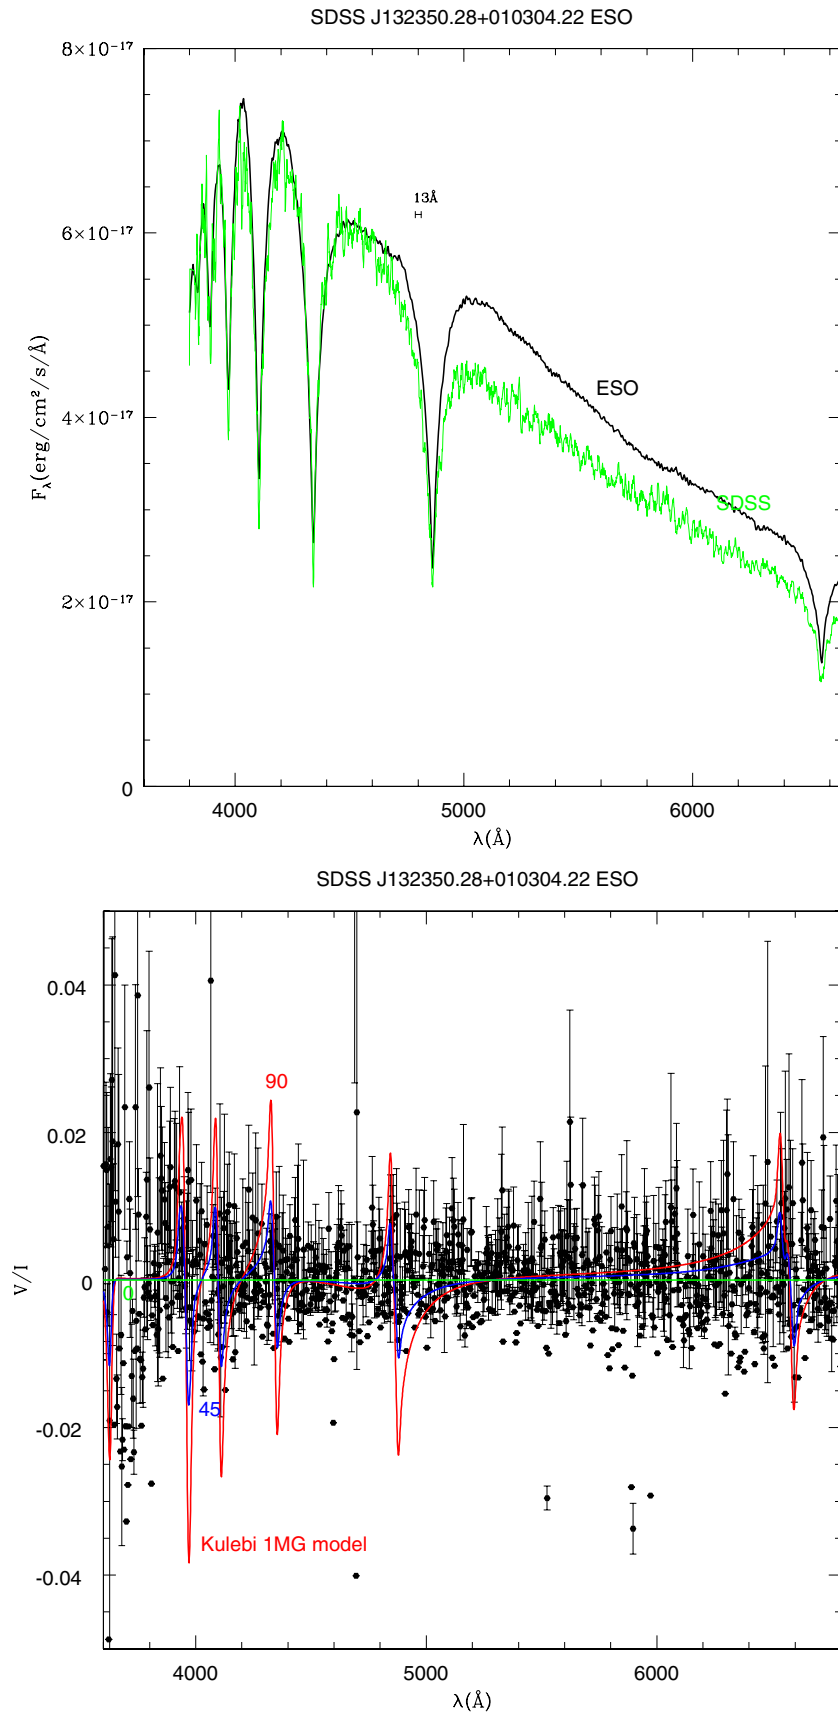 SDSS J132350.28+010304.22 ESO
8×10⁻¹⁷
13Å
6×10⁻¹⁷
ESO
4×10⁻¹⁷
SDSS
2×10⁻¹⁷
0
F_λ(erg/cm²/s/Å)
4000 5000 6000
λ(Å)
SDSS J132350.28+010304.22 ESO
0.04
90
0.02
0
0
45
-0.02
Kulebi 1MG model
-0.04
V/I
4000 5000 6000
λ(Å)